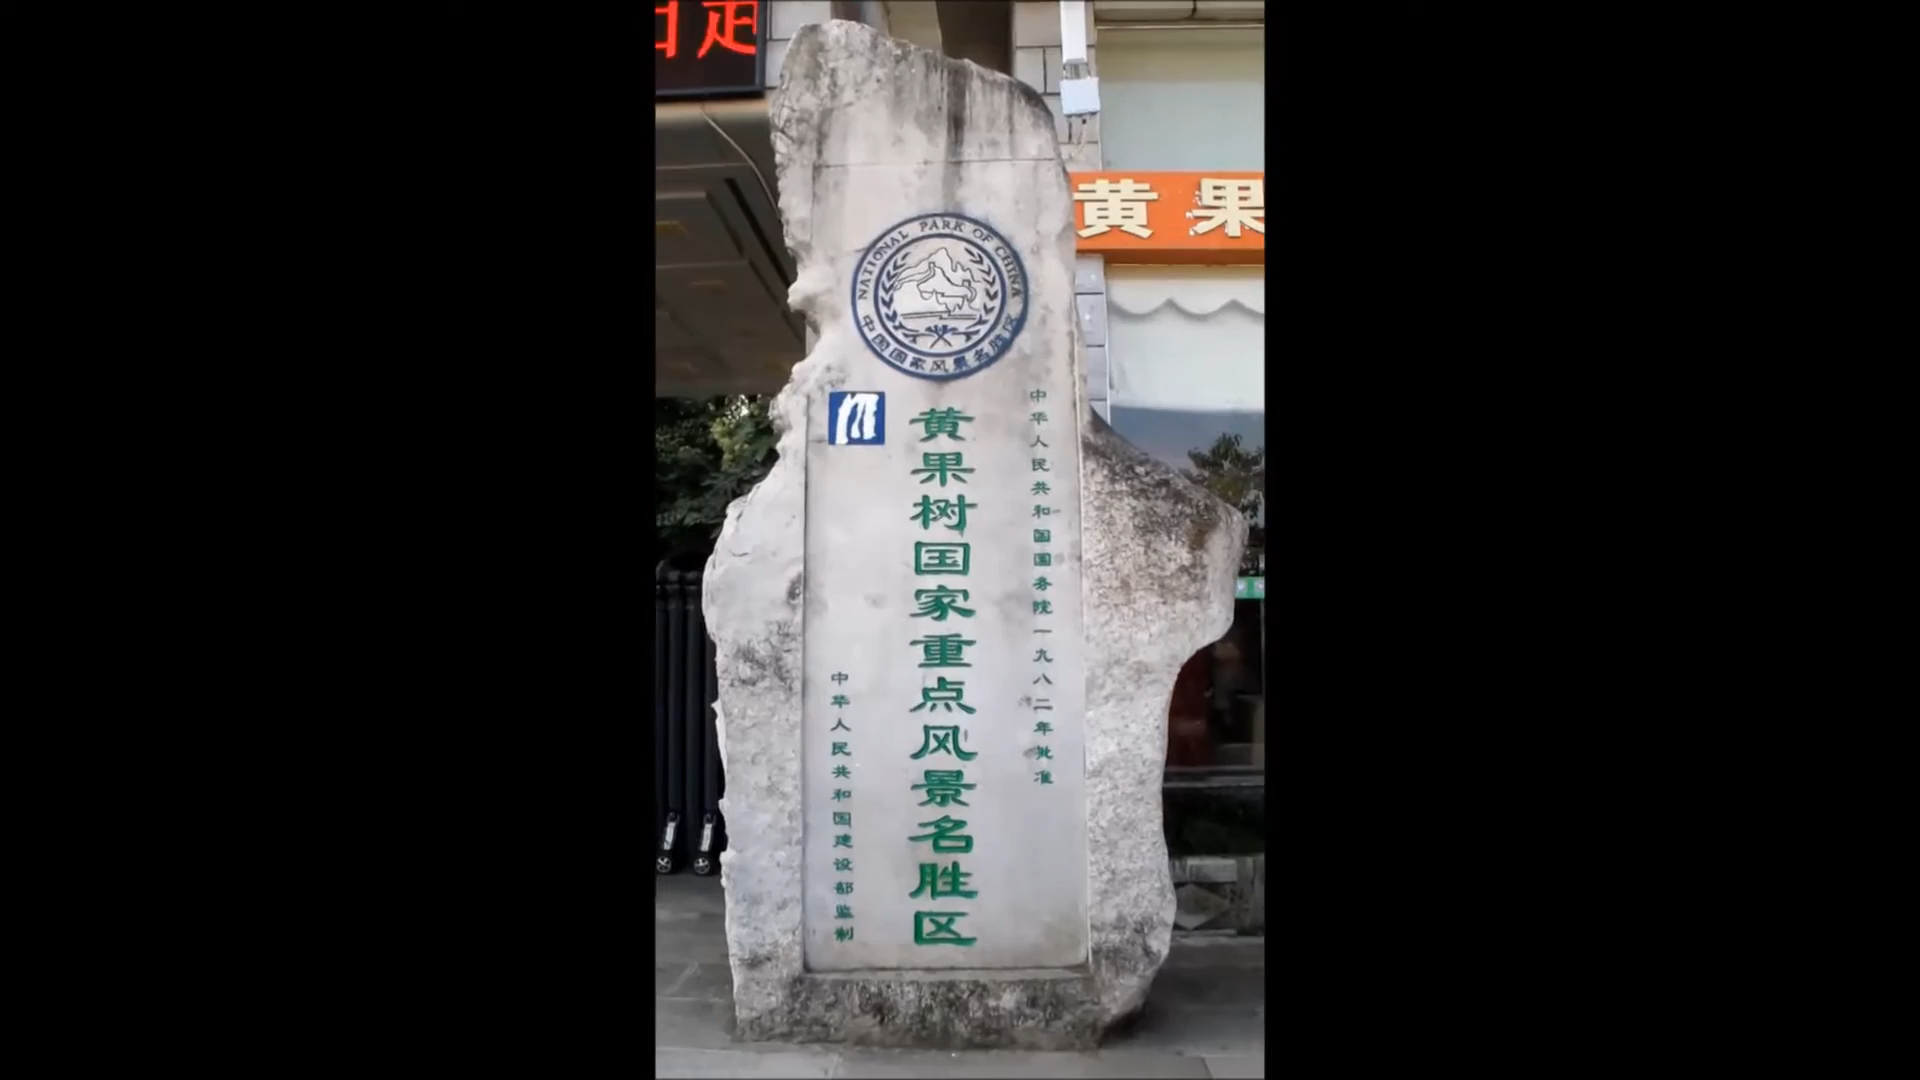 黄果
NATIONAL PARK OF CHINA
中国国家风景名胜区
中华人民共和国国务院一九八二年批准
黄果树国家重点风景名胜区
中华人民共和国建设部监制